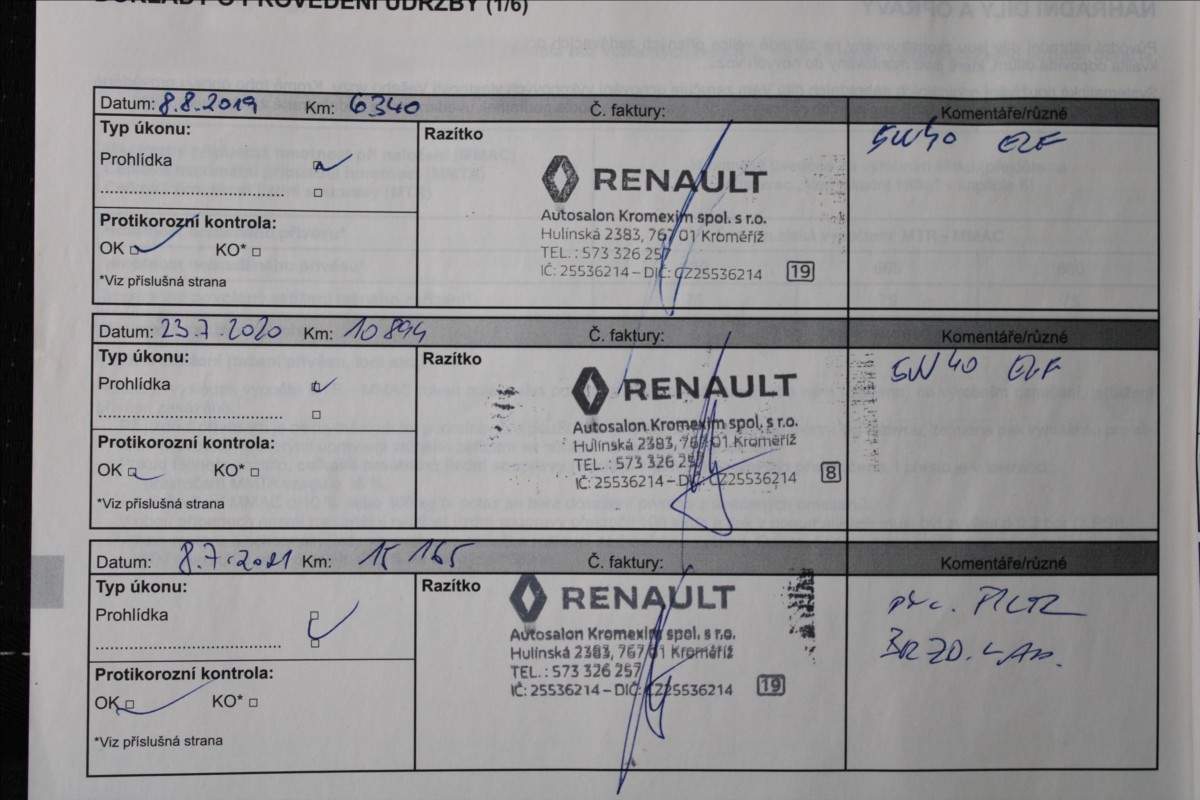 DOKLADY O PROVEDENÍ ÚDRŽBY (1/6)
Datum: 8.8.2019 Km: 6340 Č. faktury: Komentáře/různé
Typ úkonu:
Razítko
5W40 ELF
Prohlídka
RENAULT
Autosalon Kromexim spol. s r.o.
Hulínská 2383, 767 01 Kroměříž
TEL.: 573 326 257
IČ: 25536214 – DIČ: CZ25536214 19
Protikorozní kontrola:
OK KO*
*Viz příslušná strana
Datum: 23.7.2020 Km: 10894 Č. faktury: Komentáře/různé
Typ úkonu:
Razítko
5W40 ELF
Prohlídka
RENAULT
Autosalon Kromexim spol. s r.o.
Hulínská 2383, 767 01 Kroměříž
TEL.: 573 326 257
IČ: 25536214 – DIČ: CZ25536214 8
Protikorozní kontrola:
OK KO*
*Viz příslušná strana
Datum: 8.7.2021 Km: 15165 Č. faktury: Komentáře/různé
Typ úkonu:
Razítko
Prohlídka
RENAULT
Autosalon Kromexim spol. s r.o.
Hulínská 2383, 767 01 Kroměříž
TEL.: 573 326 257
IČ: 25536214 – DIČ: CZ25536214 19
BRZD.
Protikorozní kontrola:
OK KO*
*Viz příslušná strana